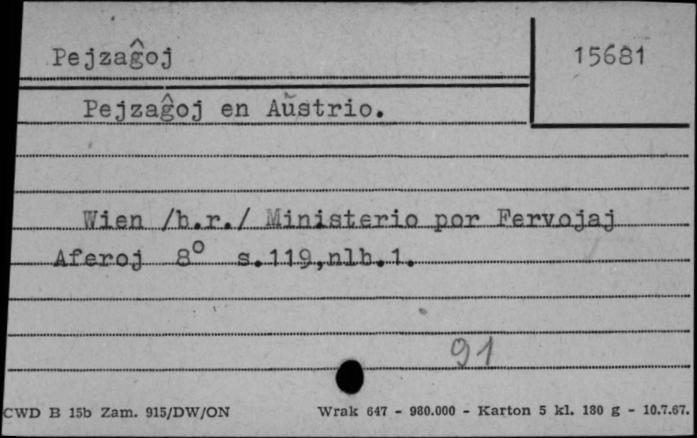 Pejzaĝoj
15681
Pejzaĝoj en Aŭstrio.
Wien /b.r./ Ministerio por Fervojaj
Aferoj 8° s.119,nlb.1.
91
CWD B 15b Zam. 915/DW/ON Wrak 647 - 980.000 - Karton 5 kl. 180 g - 10.7.67.